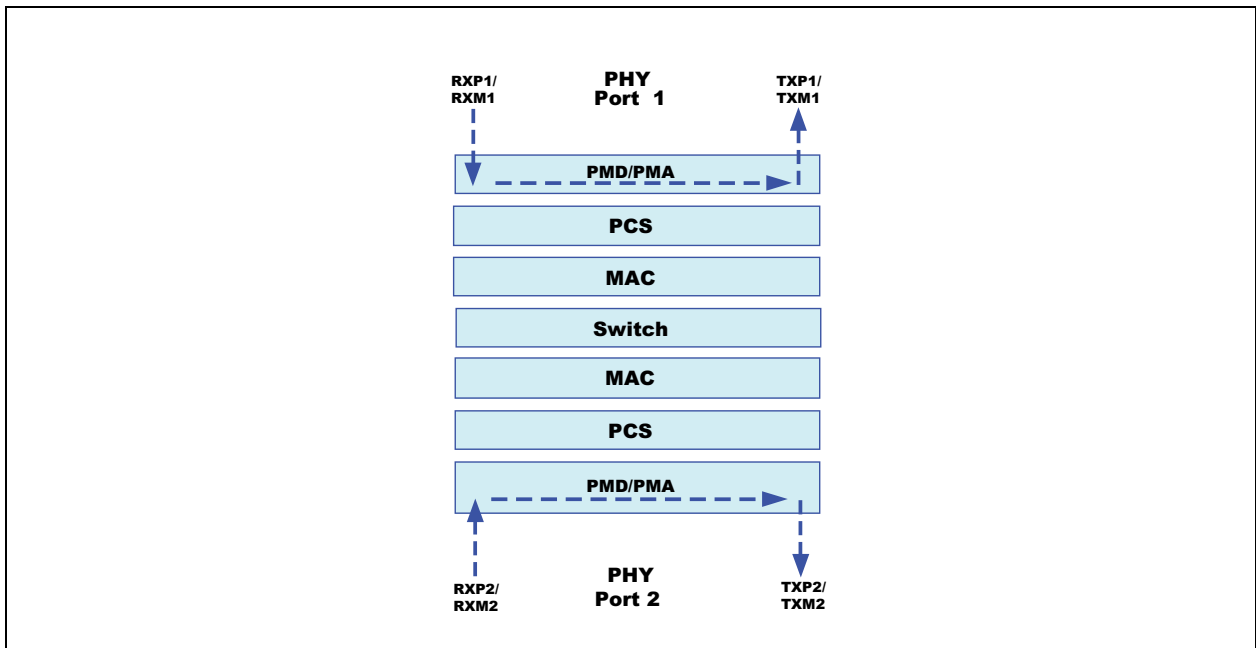 RXP1/
RXM1
PHY
Port 1
TXP1/
TXM1
PMD/PMA
PCS
MAC
Switch
MAC
PCS
PMD/PMA
RXP2/
RXM2
PHY
Port 2
TXP2/
TXM2